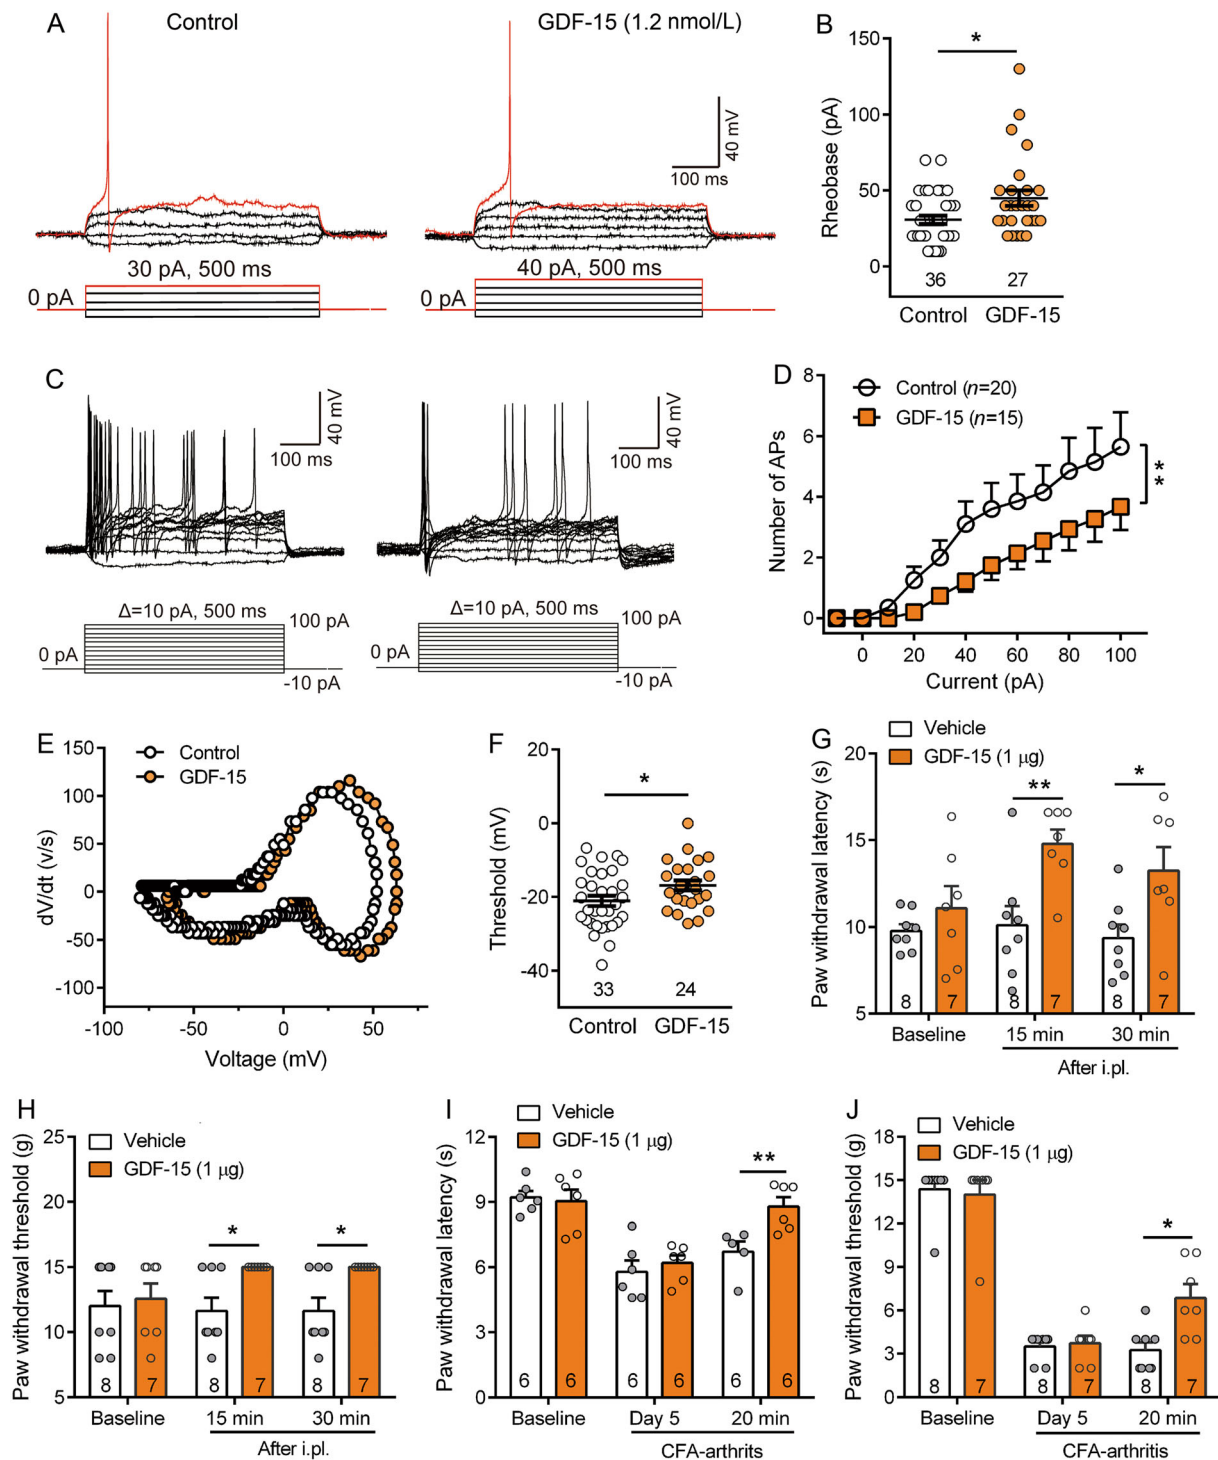 A
Control
GDF-15 (1.2 nmol/L)
40 mV
100 ms
30 pA, 500 ms
40 pA, 500 ms
0 pA
0 pA
B
Rheobase (pA)
150
100
50
0
*
36
27
Control
GDF-15
C
40 mV
100 ms
40 mV
100 ms
Δ=10 pA, 500 ms
100 pA
0 pA
-10 pA
Δ=10 pA, 500 ms
100 pA
0 pA
-10 pA
D
Control (n=20)
GDF-15 (n=15)
Number of APs
8
6
4
2
0
**
0
20
40
60
80
100
Current (pA)
E
Control
GDF-15
dV/dt (v/s)
150
100
50
0
-50
-100
-100
-50
0
50
Voltage (mV)
F
Threshold (mV)
20
0
-20
-40
*
33
24
Control
GDF-15
G
Vehicle
GDF-15 (1 μg)
Paw withdrawal latency (s)
20
15
10
5
**
*
8
7
8
7
8
7
Baseline
15 min
30 min
After i.pl.
H
Vehicle
GDF-15 (1 μg)
Paw withdrawal threshold (g)
25
20
15
10
5
*
*
8
7
8
7
8
7
Baseline
15 min
30 min
After i.pl.
I
Vehicle
GDF-15 (1 μg)
Paw withdrawal latency (s)
12
9
6
3
0
**
6
6
6
6
6
6
Baseline
Day 5
20 min
CFA-arthrits
J
Vehicle
GDF-15 (1 μg)
Paw withdrawal threshold (g)
18
15
12
9
6
3
0
*
8
7
8
7
8
7
Baseline
Day 5
20 min
CFA-arthritis